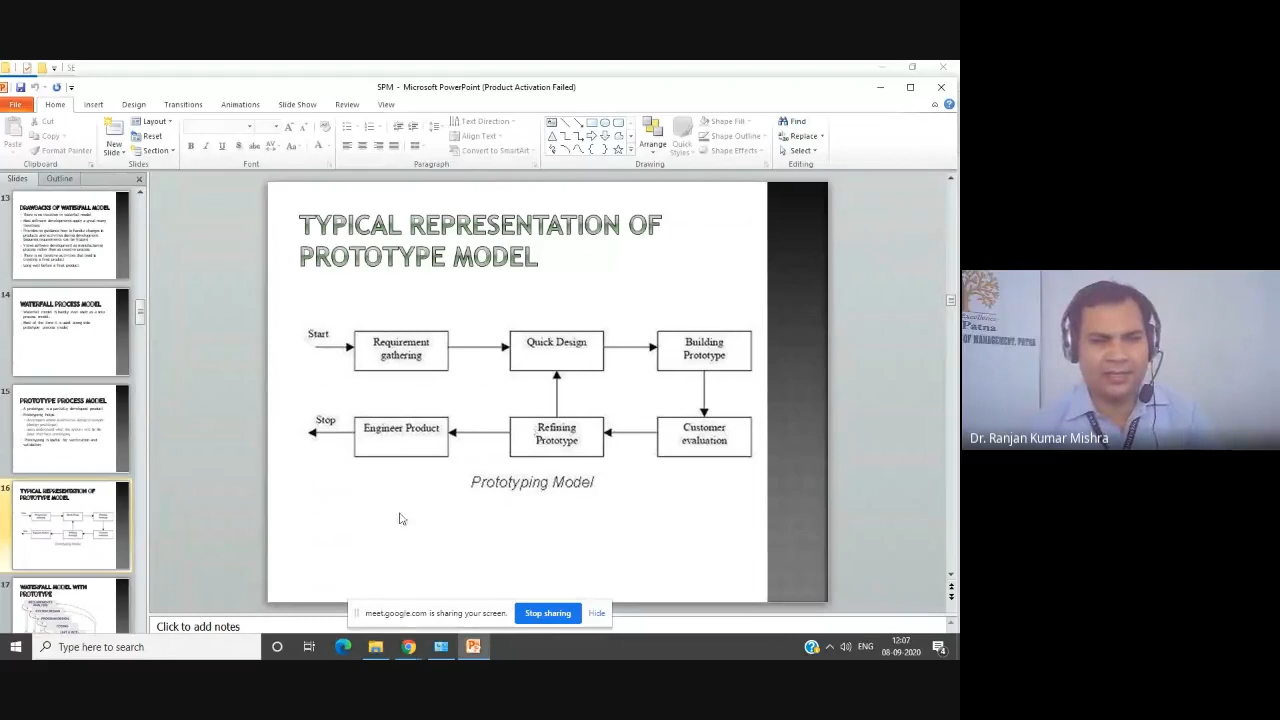 SE
SPM - Microsoft PowerPoint (Product Activation Failed)
File Home Insert Design Transitions Animations Slide Show Review View
Cut
Copy
Format Painter
Paste
Clipboard
New
Slide
Layout
Reset
Section
Slides
Font
Text Direction
Align Text
Convert to SmartArt
Paragraph
Arrange
Quick
Styles
Shape Fill
Shape Outline
Shape Effects
Drawing
Find
Replace
Select
Editing
Slides Outline
13
DRAWBACKS OF WATERFALL MODEL
14
WATERFALL PROCESS MODEL
15
PROTOTYPE PROCESS MODEL
16
TYPICAL REPRESENTATION OF
PROTOTYPE MODEL
17
WATERFALL MODEL WITH
PROTOTYPE
TYPICAL REPRESENTATION OF
PROTOTYPE MODEL
Start
Requirement
gathering
Quick Design
Building
Prototype
Stop
Engineer Product
Refining
Prototype
Customer
evaluation
Prototyping Model
meet.google.com is sharing your screen.
Stop sharing
Hide
Click to add notes
Type here to search
ENG
12:07
08-09-2020
4
Patna
OF MANAGEMENT, PATNA
Dr. Ranjan Kumar Mishra